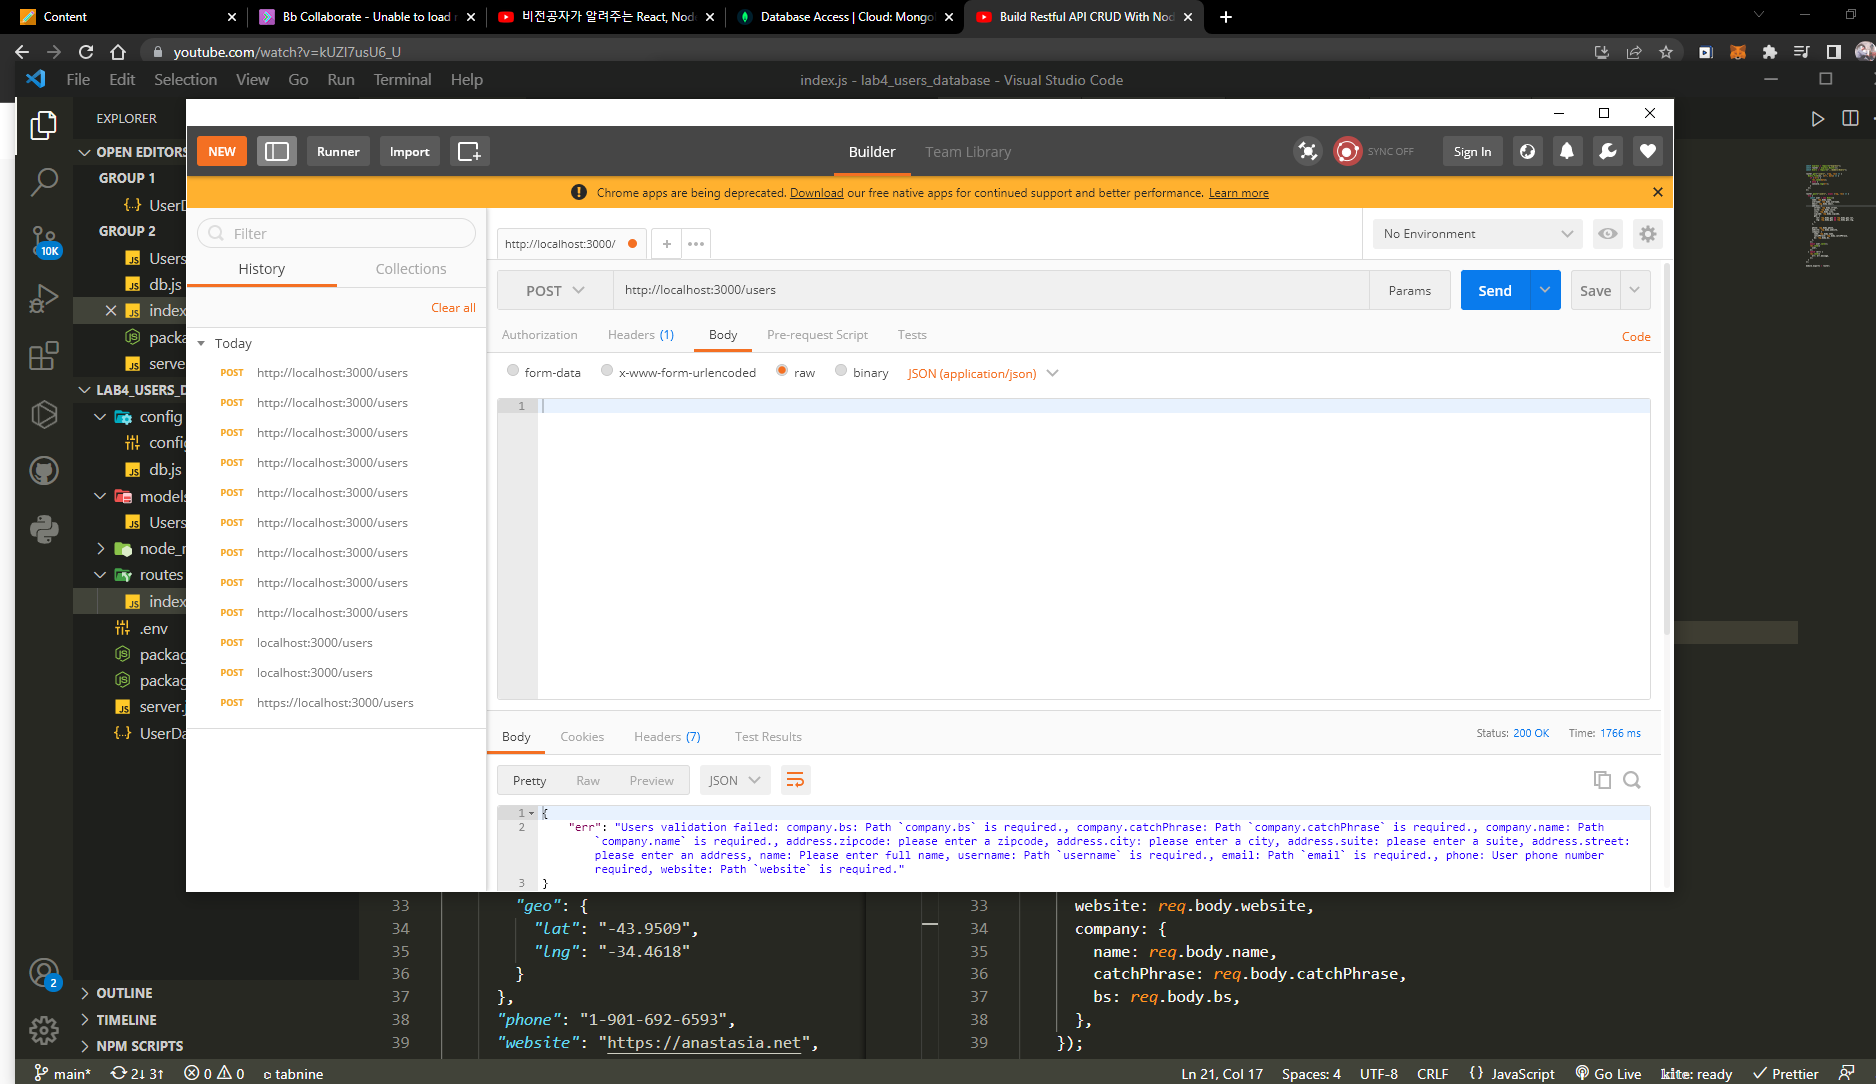 Content
Bb Collaborate - Unable to load
비전공자가 알려주는 React, Nod
Database Access | Cloud: Mongo
Build Restful API CRUD With Nod
youtube.com/watch?v=kUZI7usU6_U
File Edit Selection View Go Run Terminal Help
index.js - lab4_users_database - Visual Studio Code
EXPLORER
OPEN EDITORS
GROUP 1
UserD
GROUP 2
Users
db.js
index
packa
serve
LAB4_USERS_D
config
config
db.js
models
Users
node_r
routes
index
.env
packag
packag
server.j
UserDa
10K
2
OUTLINE
TIMELINE
NPM SCRIPTS
NEW
Runner
Import
Builder
Team Library
SYNC OFF
Sign In
Chrome apps are being deprecated. Download our free native apps for continued support and better performance. Learn more
Filter
History
Collections
Clear all
Today
POST http://localhost:3000/users
POST http://localhost:3000/users
POST http://localhost:3000/users
POST http://localhost:3000/users
POST http://localhost:3000/users
POST http://localhost:3000/users
POST http://localhost:3000/users
POST http://localhost:3000/users
POST http://localhost:3000/users
POST localhost:3000/users
POST localhost:3000/users
POST https://localhost:3000/users
http://localhost:3000/
No Environment
POST
http://localhost:3000/users
Params
Send
Save
Authorization
Headers (1)
Body
Pre-request Script
Tests
Code
form-data
x-www-form-urlencoded
raw
binary
JSON (application/json)
1
Body
Cookies
Headers (7)
Test Results
Status: 200 OK
Time: 1766 ms
Pretty
Raw
Preview
JSON
1 {
2 "err": "Users validation failed: company.bs: Path `company.bs` is required., company.catchPhrase: Path `company.catchPhrase` is required., company.name: Path
`company.name` is required., address.zipcode: please enter a zipcode, address.city: please enter a city, address.suite: please enter a suite, address.street:
please enter an address, name: Please enter full name, username: Path `username` is required., email: Path `email` is required., phone: User phone number
required, website: Path `website` is required."
3 }
33 "geo": {
34 "lat": "-43.9509",
35 "lng": "-34.4618"
36 }
37 },
38 "phone": "1-901-692-6593",
39 "website": "https://anastasia.net",
33 website: req.body.website,
34 company: {
35 name: req.body.name,
36 catchPhrase: req.body.catchPhrase,
37 bs: req.body.bs,
38 },
39 });
main*
2↓ 3↑
0
0
tabnine
Ln 21, Col 17
Spaces: 4
UTF-8
CRLF
{ } JavaScript
Go Live
kite: ready
Prettier